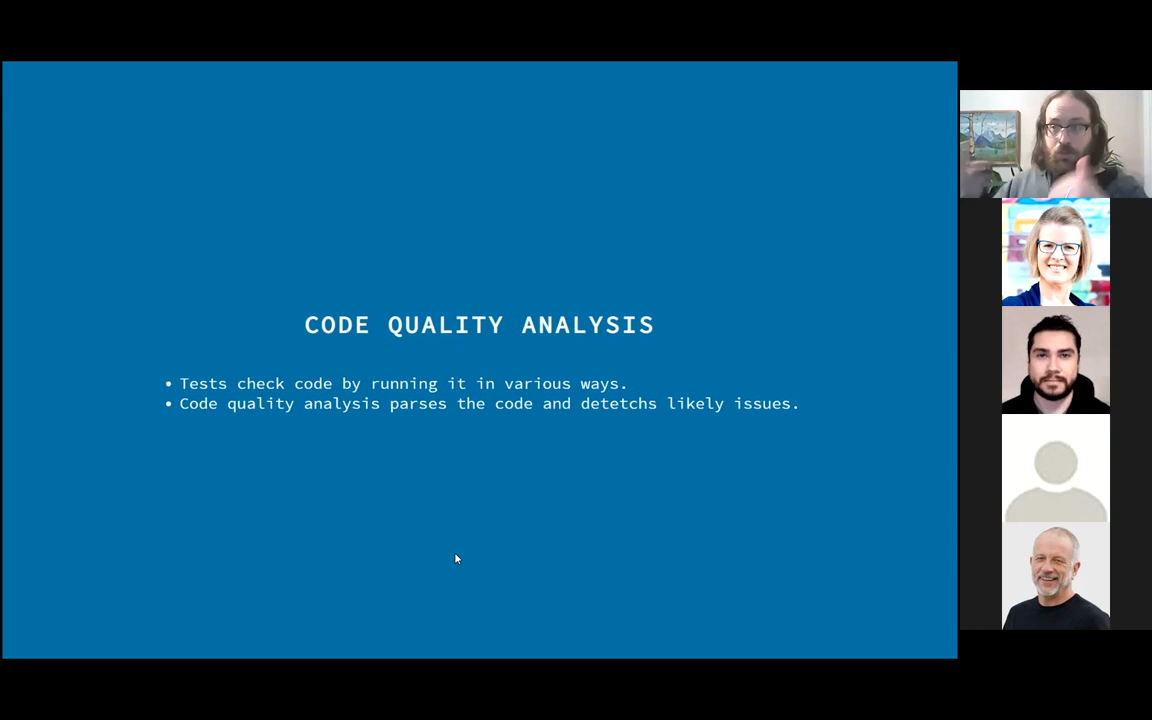 CODE QUALITY ANALYSIS
• Tests check code by running it in various ways.
• Code quality analysis parses the code and detetchs likely issues.